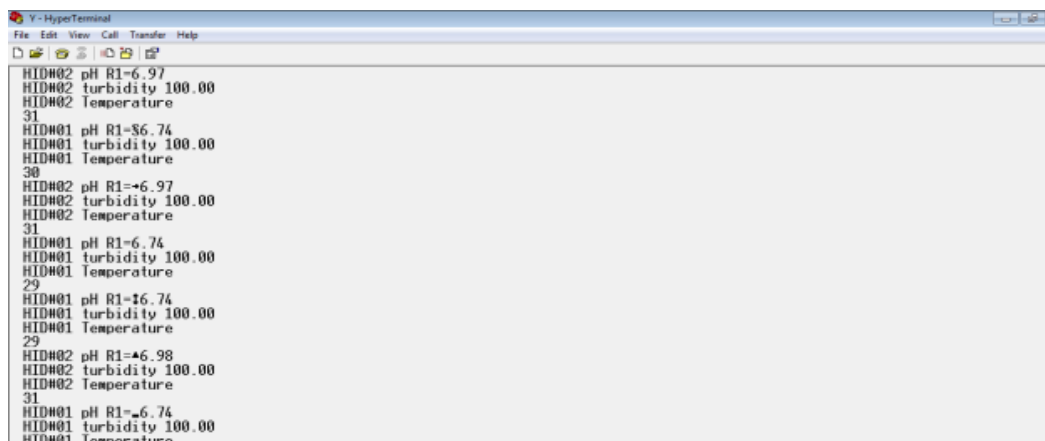 Y - HyperTerminal
File Edit View Call Transfer Help
HID#02 pH R1=6.97
HID#02 turbidity 100.00
HID#02 Temperature
31
HID#01 pH R1=§6.74
HID#01 turbidity 100.00
HID#01 Temperature
30
HID#02 pH R1=→6.97
HID#02 turbidity 100.00
HID#02 Temperature
31
HID#01 pH R1=6.74
HID#01 turbidity 100.00
HID#01 Temperature
29
HID#01 pH R1=↕6.74
HID#01 turbidity 100.00
HID#01 Temperature
29
HID#02 pH R1=▲6.98
HID#02 turbidity 100.00
HID#02 Temperature
31
HID#01 pH R1=▬6.74
HID#01 turbidity 100.00
HID#01 Temperature